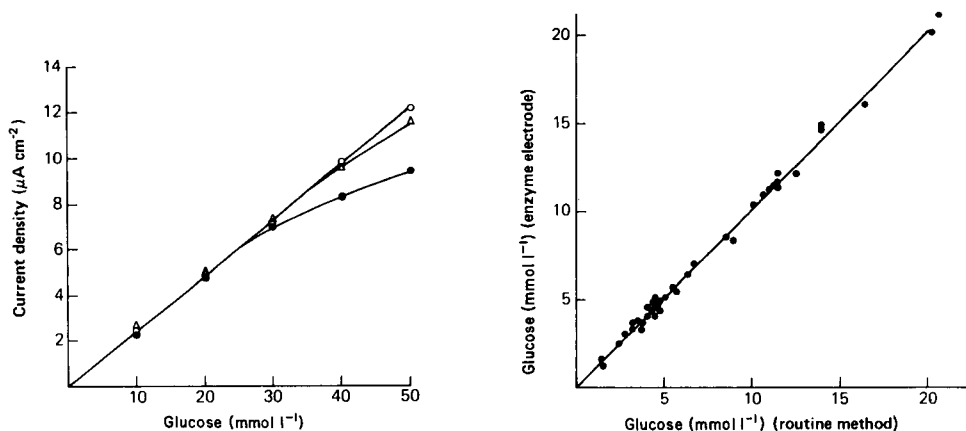 14
12
10
8
6
4
2
Current density (μA cm⁻²)
10 20 30 40 50
Glucose (mmol l⁻¹)
20
15
10
5
Glucose (mmol l⁻¹) (enzyme electrode)
5 10 15 20
Glucose (mmol l⁻¹) (routine method)